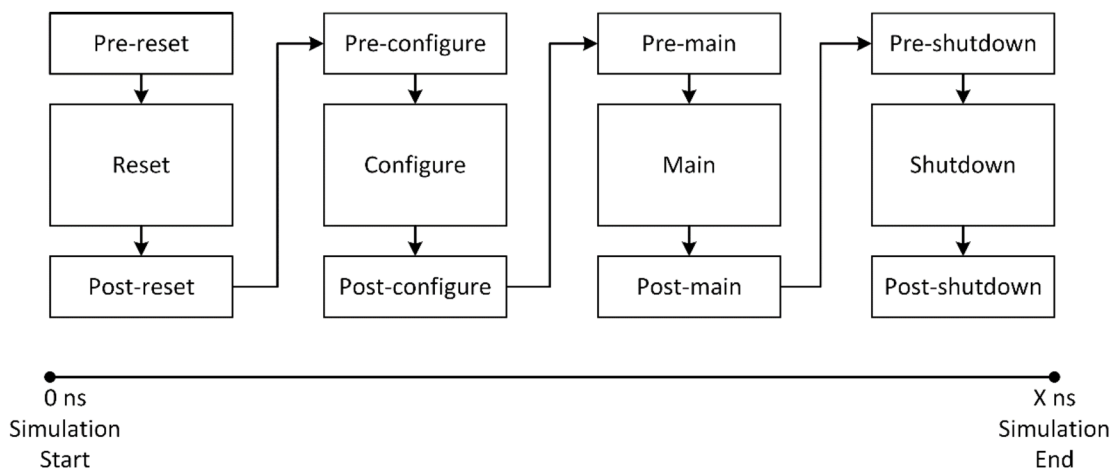 Pre-reset
Pre-configure
Pre-main
Pre-shutdown
Reset
Configure
Main
Shutdown
Post-reset
Post-configure
Post-main
Post-shutdown
0 ns
Simulation
Start
X ns
Simulation
End